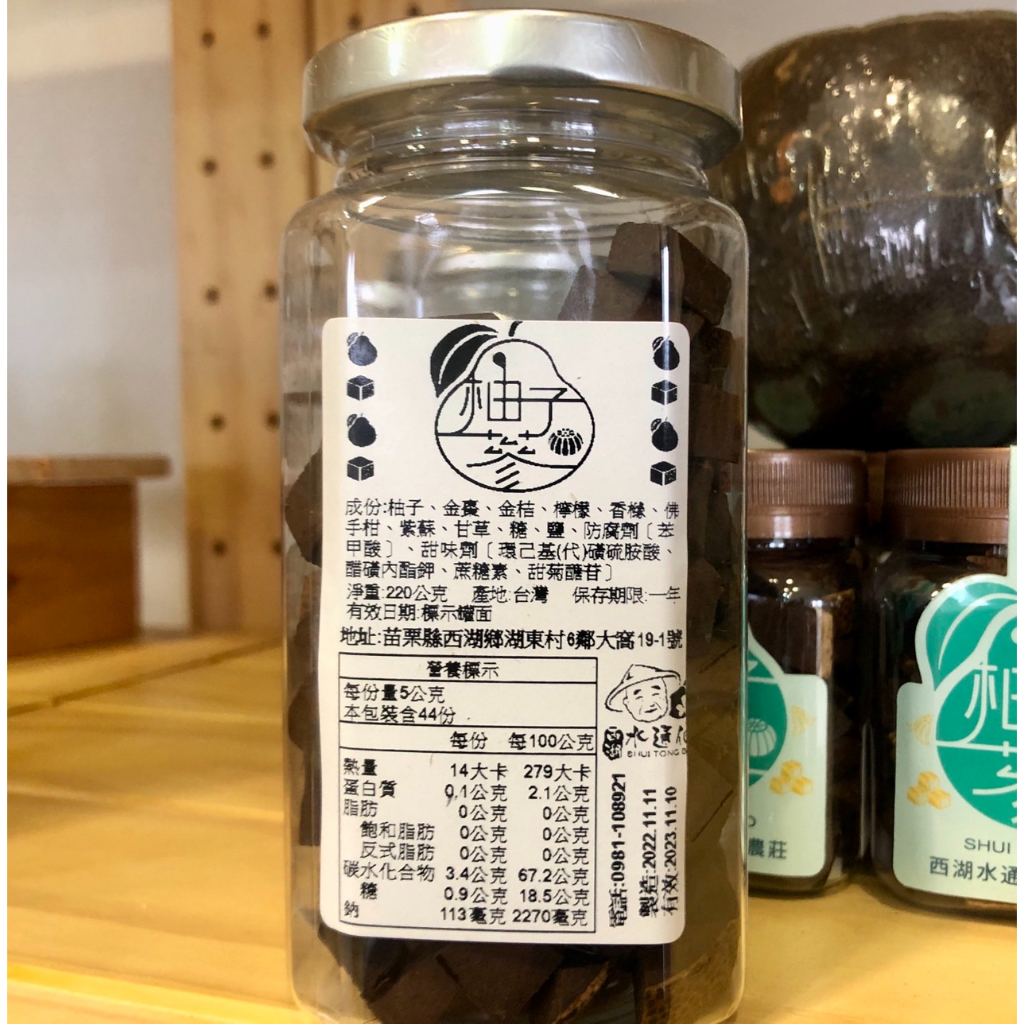 柚子
參
成份:柚子、金棗、金桔、檸檬、香櫞、佛
手柑、紫蘇、甘草、糖、鹽、防腐劑〔苯
甲酸〕、甜味劑〔環己基(代)磺硫胺酸、
醋磺內酯鉀、蔗糖素、甜菊醣苷〕
淨重:220公克 產地:台灣 保存期限:一年
有效日期:標示罐面
地址:苗栗縣西湖鄉湖東村6鄰大窩19-1號
營養標示
每份量5公克
本包裝含44份
每份 每100公克
熱量 14大卡 279大卡
蛋白質 0.1公克 2.1公克
脂肪 0公克 0公克
飽和脂肪 0公克 0公克
反式脂肪 0公克 0公克
碳水化合物 3.4公克 67.2公克
糖 0.9公克 18.5公克
鈉 113毫克 2270毫克
水通伯
SHUI TONG
電話:0981-108921
製造:2022.11.11
有效:2023.11.10
農莊
柚
SHUI
西湖水通